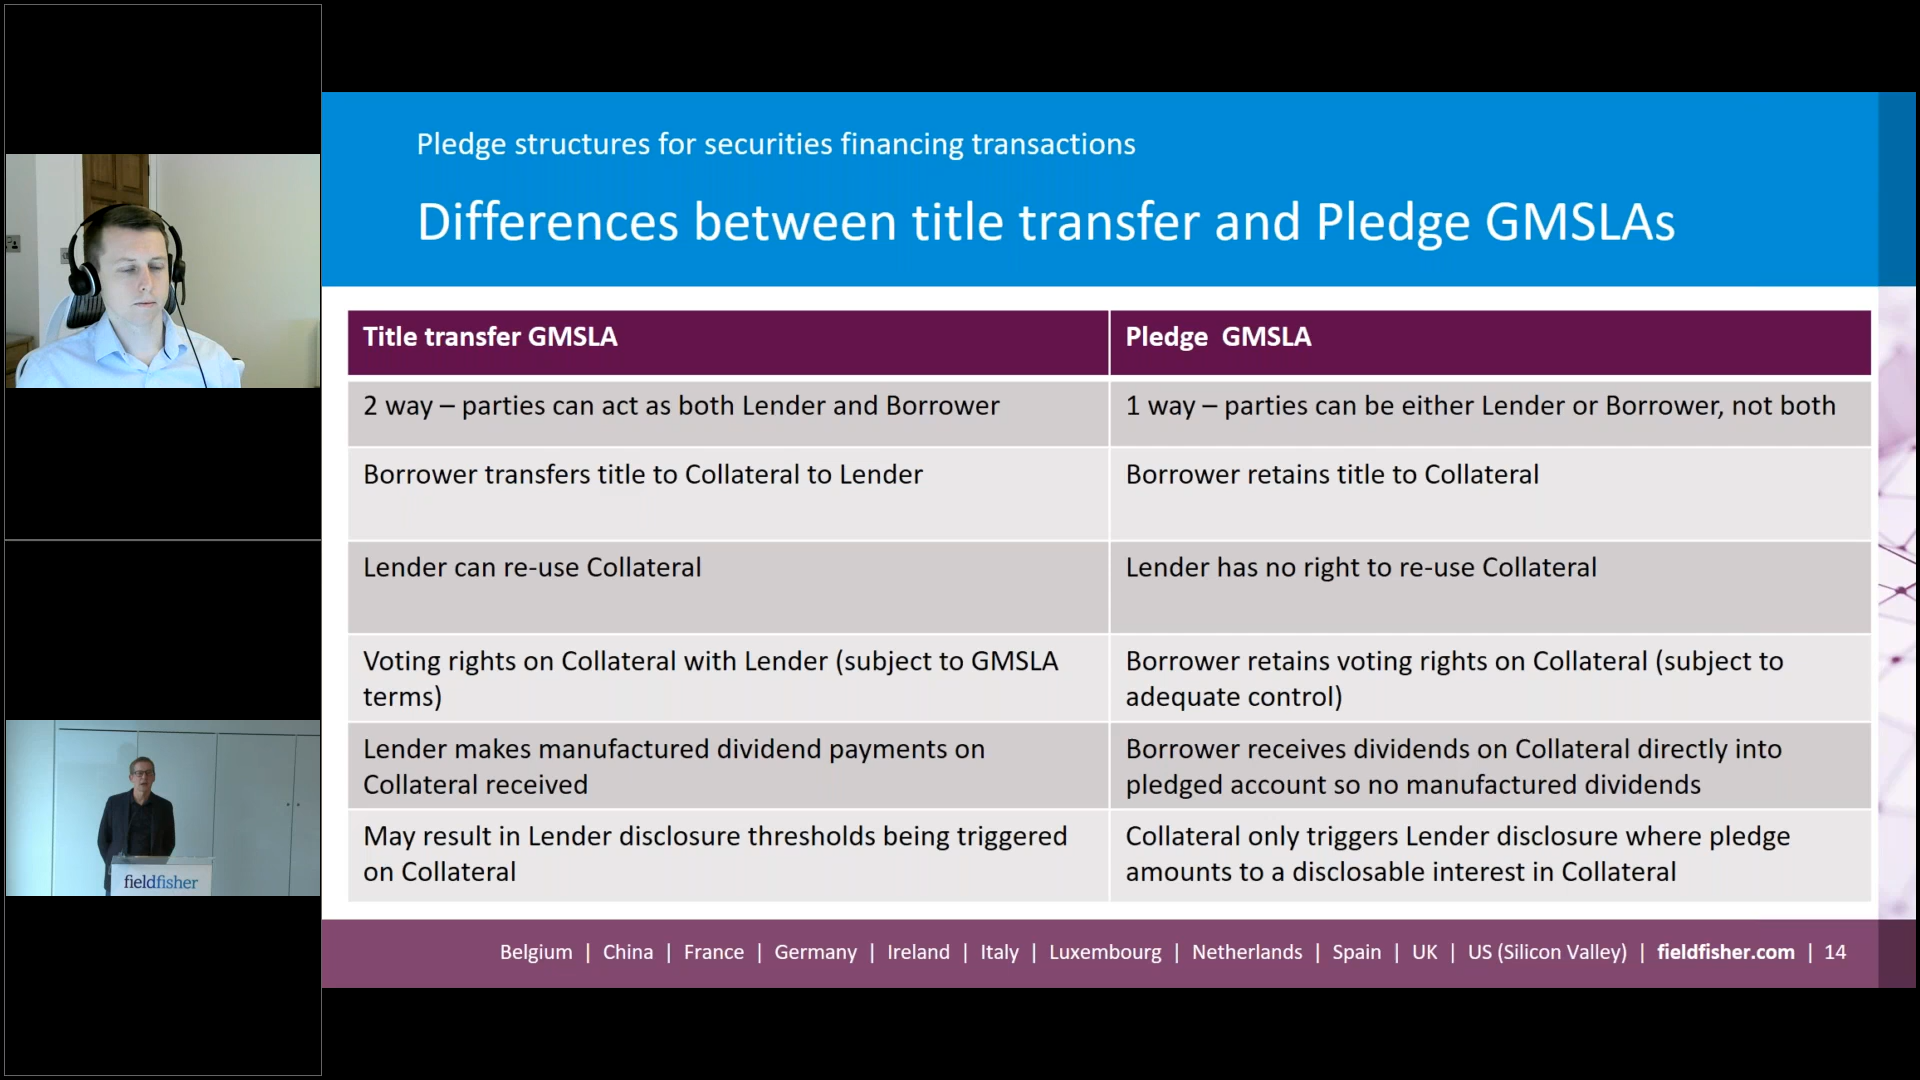 Pledge structures for securities financing transactions
Differences between title transfer and Pledge GMSLAs
Title transfer GMSLA
Pledge GMSLA
2 way – parties can act as both Lender and Borrower
1 way – parties can be either Lender or Borrower, not both
Borrower transfers title to Collateral to Lender
Borrower retains title to Collateral
Lender can re-use Collateral
Lender has no right to re-use Collateral
Voting rights on Collateral with Lender (subject to GMSLA
terms)
Borrower retains voting rights on Collateral (subject to
adequate control)
Lender makes manufactured dividend payments on
Collateral received
Borrower receives dividends on Collateral directly into
pledged account so no manufactured dividends
May result in Lender disclosure thresholds being triggered
on Collateral
Collateral only triggers Lender disclosure where pledge
amounts to a disclosable interest in Collateral
Belgium | China | France | Germany | Ireland | Italy | Luxembourg | Netherlands | Spain | UK | US (Silicon Valley) | fieldfisher.com | 14
fieldfisher